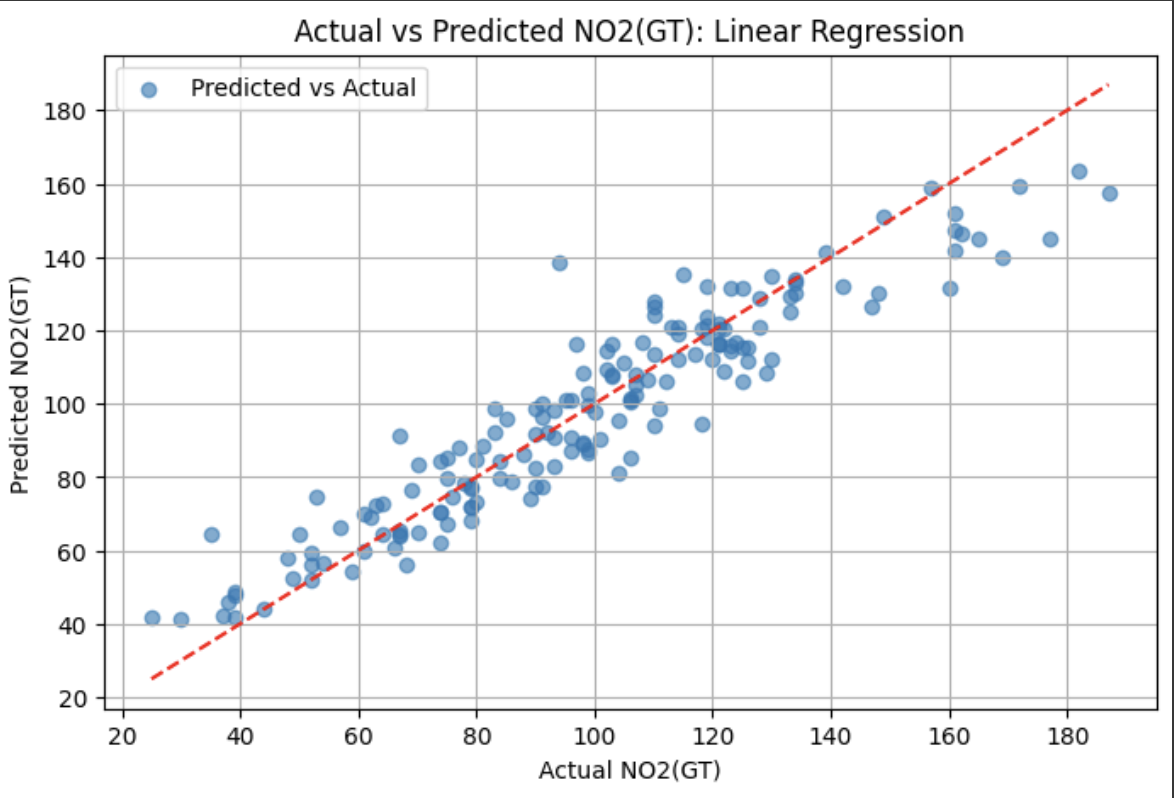 Actual vs Predicted NO2(GT): Linear Regression
Predicted vs Actual
180
160
140
120
100
80
60
40
20
Predicted NO2(GT)
20 40 60 80 100 120 140 160 180
Actual NO2(GT)